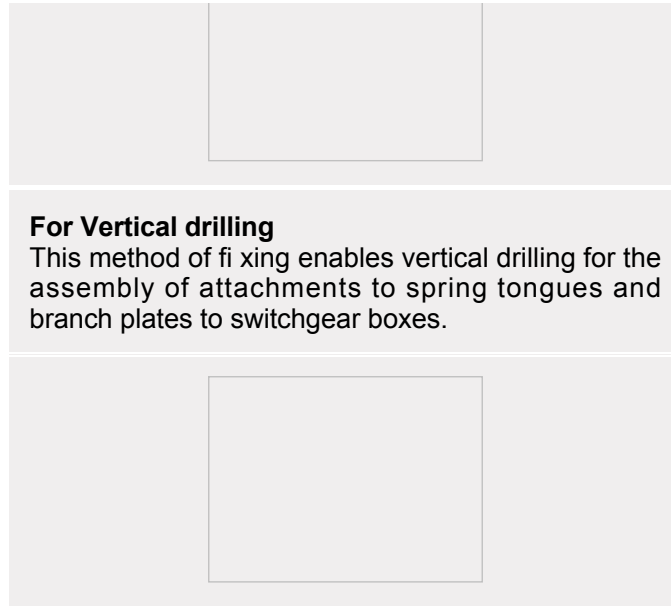 For Vertical drilling
This method of fi xing enables vertical drilling for the
assembly of attachments to spring tongues and
branch plates to switchgear boxes.